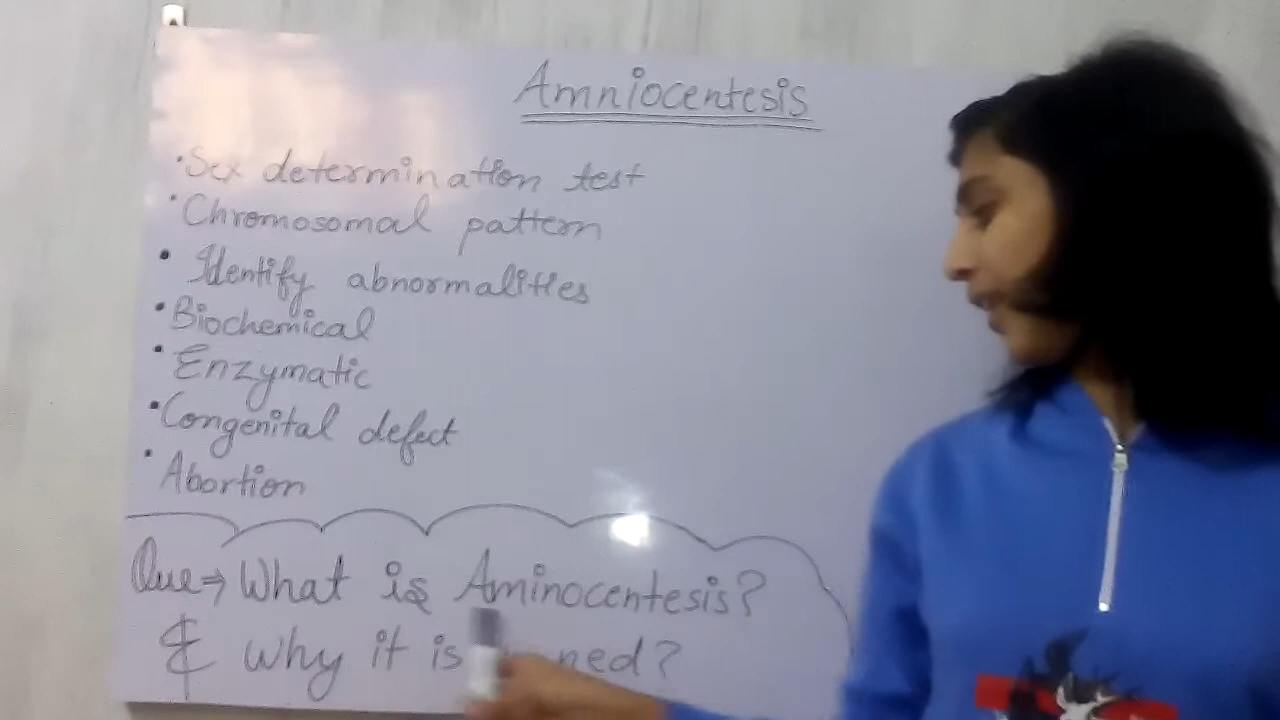 Amniocentesis
• Sex determination test
• Chromosomal pattern
• Identify abnormalities
• Biochemical
• Enzymatic
• Congenital defect
• Abortion
Que → What is Aminocentesis?
& Why it is ned?